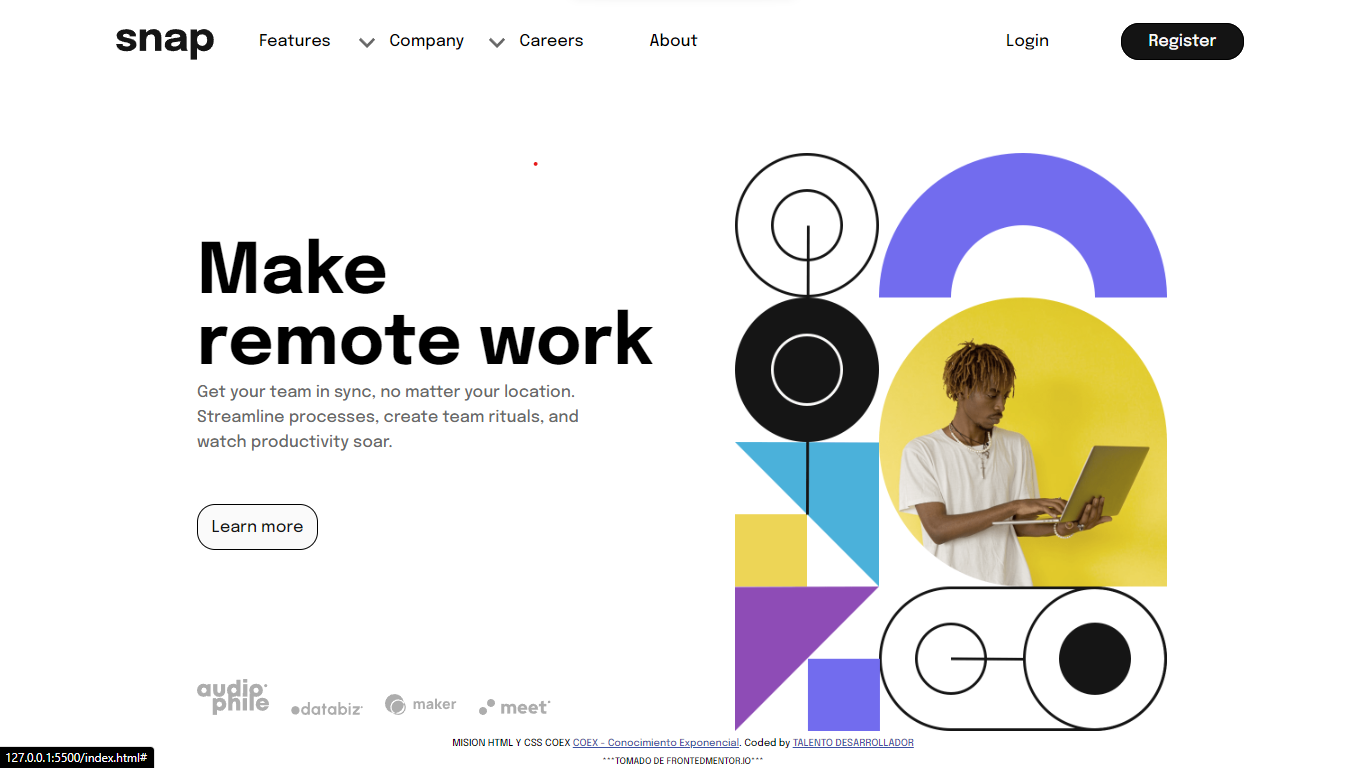 snap Features Company Careers About Login Register
Make
remote work
Get your team in sync, no matter your location.
Streamline processes, create team rituals, and
watch productivity soar.
Learn more
audiophile databiz maker meet
MISION HTML Y CSS COEX COEX - Conocimiento Exponencial. Coded by TALENTO DESARROLLADOR
***TOMADO DE FRONTEDMENTOR.IO***
127.0.0.1:5500/index.html#